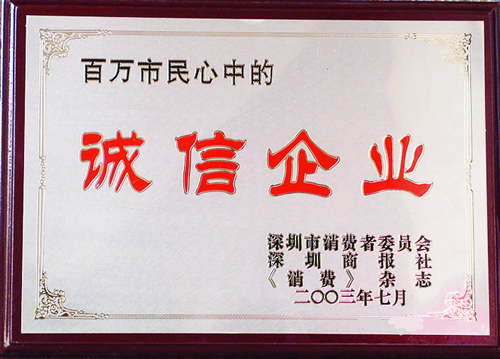 百万市民心中的
诚信企业
深圳市消费者委员会
深圳商报社
《消费》杂志
二〇〇三年七月